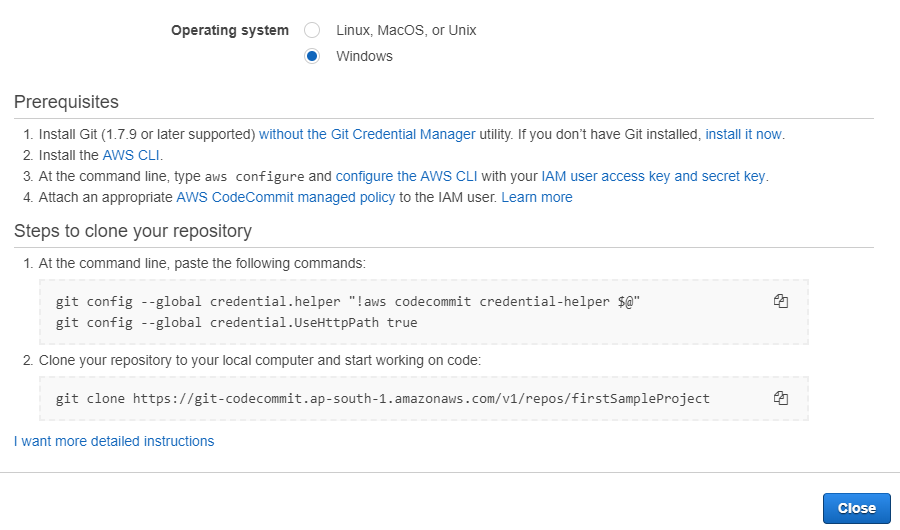 Operating system
Linux, MacOS, or Unix
Windows
Prerequisites
1. Install Git (1.7.9 or later supported) without the Git Credential Manager utility. If you don't have Git installed, install it now.
2. Install the AWS CLI.
3. At the command line, type aws configure and configure the AWS CLI with your IAM user access key and secret key.
4. Attach an appropriate AWS CodeCommit managed policy to the IAM user. Learn more
Steps to clone your repository
1. At the command line, paste the following commands:
git config --global credential.helper "!aws codecommit credential-helper $@"
git config --global credential.UseHttpPath true
2. Clone your repository to your local computer and start working on code:
git clone https://git-codecommit.ap-south-1.amazonaws.com/v1/repos/firstSampleProject
I want more detailed instructions
Close